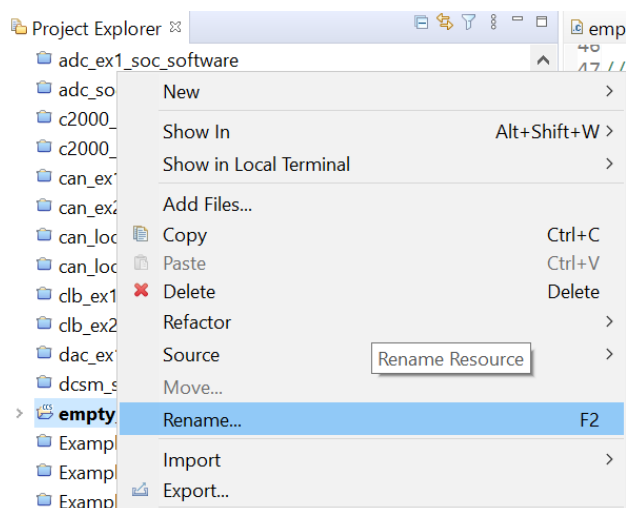 Project Explorer
emp
adc_ex1_soc_software
46
47 //
adc_so
New
c2000_
Show In Alt+Shift+W
c2000_
Show in Local Terminal
can_ex1
can_ex2
Add Files...
can_loc
Copy Ctrl+C
can_loc
Paste Ctrl+V
clb_ex1
Delete Delete
clb_ex2
Refactor
dac_ex1
Source
Rename Resource
dcsm_s
Move...
empty_
Rename... F2
Exampl
Import
Exampl
Export...
Exampl